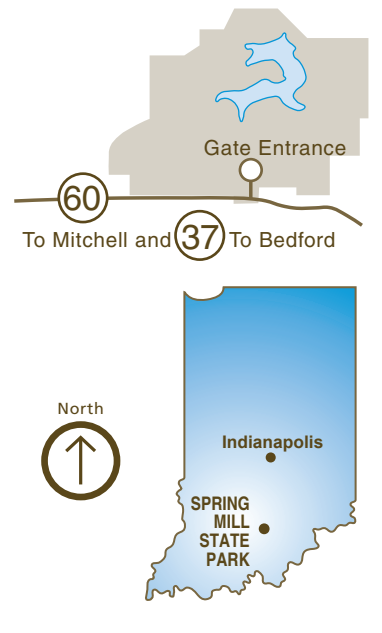 Gate Entrance
60
To Mitchell and 37 To Bedford
North
Indianapolis
SPRING
MILL
STATE
PARK